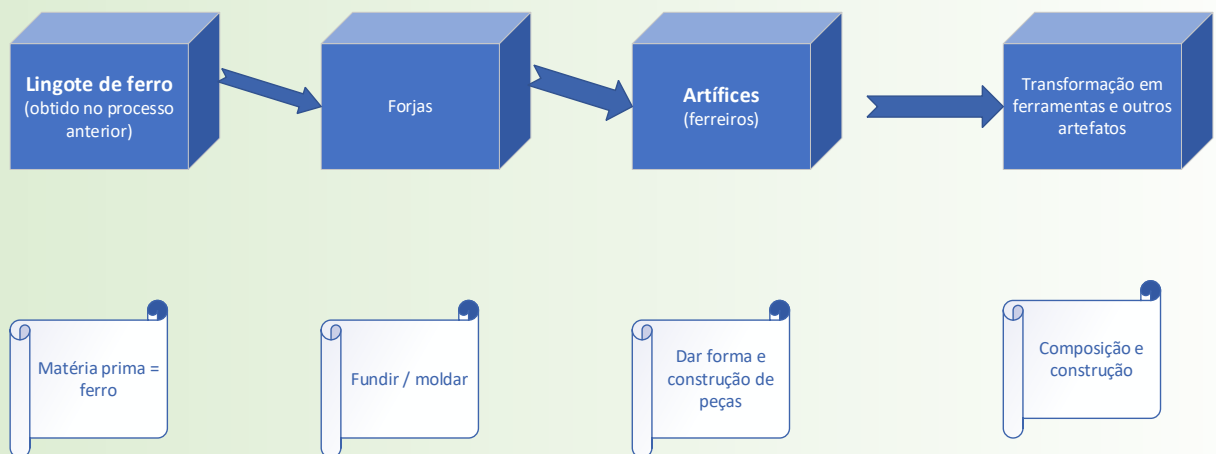 Lingote de ferro
(obtido no processo
anterior)
Forjas
Artífices
(ferreiros)
Transformação em
ferramentas e outros
artefatos
Matéria prima =
ferro
Fundir / moldar
Dar forma e
construção de
peças
Composição e
construção